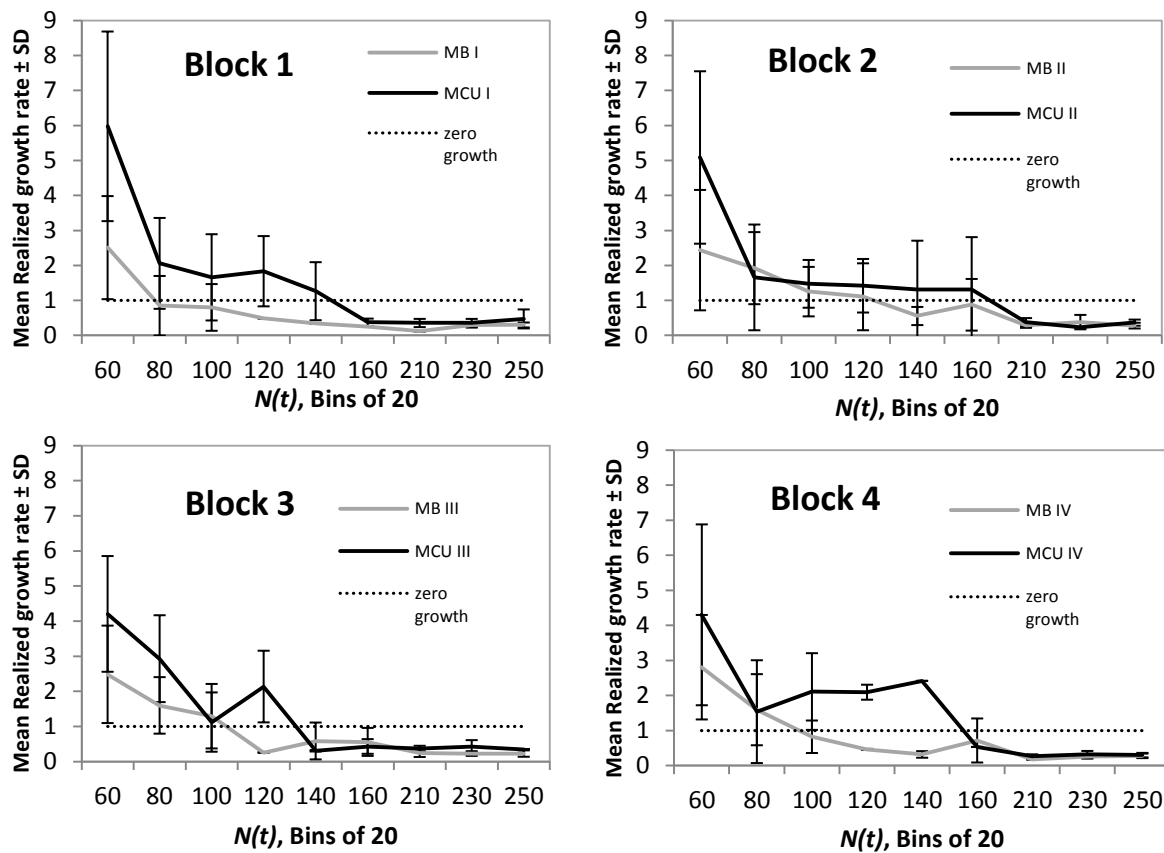 Mean Realized growth rate ± SD
9
8
7
6
5
4
3
2
1
0
Block 1
MB I
MCU I
zero
growth
60 80 100 120 140 160 210 230 250
N(t), Bins of 20
Mean Realized growth rate ± SD
9
8
7
6
5
4
3
2
1
0
Block 2
MB II
MCU II
zero
growth
60 80 100 120 140 160 210 230 250
N(t), Bins of 20
Mean Realized growth rate ± SD
9
8
7
6
5
4
3
2
1
0
Block 3
MB III
MCU III
zero
growth
60 80 100 120 140 160 210 230 250
N(t), Bins of 20
Mean Realized growth rate ± SD
9
8
7
6
5
4
3
2
1
0
Block 4
MB IV
MCU IV
zero
growth
60 80 100 120 140 160 210 230 250
N(t), Bins of 20